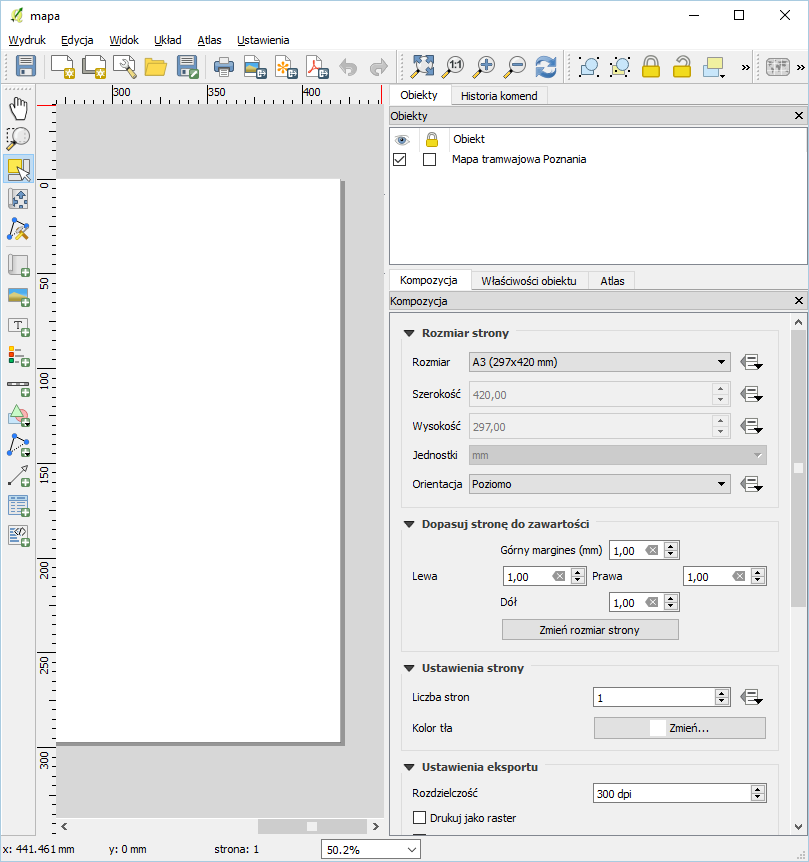 mapa
Wydruk Edycja Widok Układ Atlas Ustawienia
1:1
»
»
300 350 400
0
50
100
150
200
250
300
T
Obiekty Historia komend
Obiekty
Obiekt
Mapa tramwajowa Poznania
Kompozycja Właściwości obiektu Atlas
Kompozycja
Rozmiar strony
Rozmiar A3 (297x420 mm)
Szerokość 420,00
Wysokość 297,00
Jednostki mm
Orientacja Poziomo
Dopasuj stronę do zawartości
Górny margines (mm) 1,00
Lewa 1,00 Prawa 1,00
Dół 1,00
Zmień rozmiar strony
Ustawienia strony
Liczba stron 1
Kolor tła Zmień...
Ustawienia eksportu
Rozdzielczość 300 dpi
Drukuj jako raster
x: 441.461 mm y: 0 mm strona: 1 50.2%